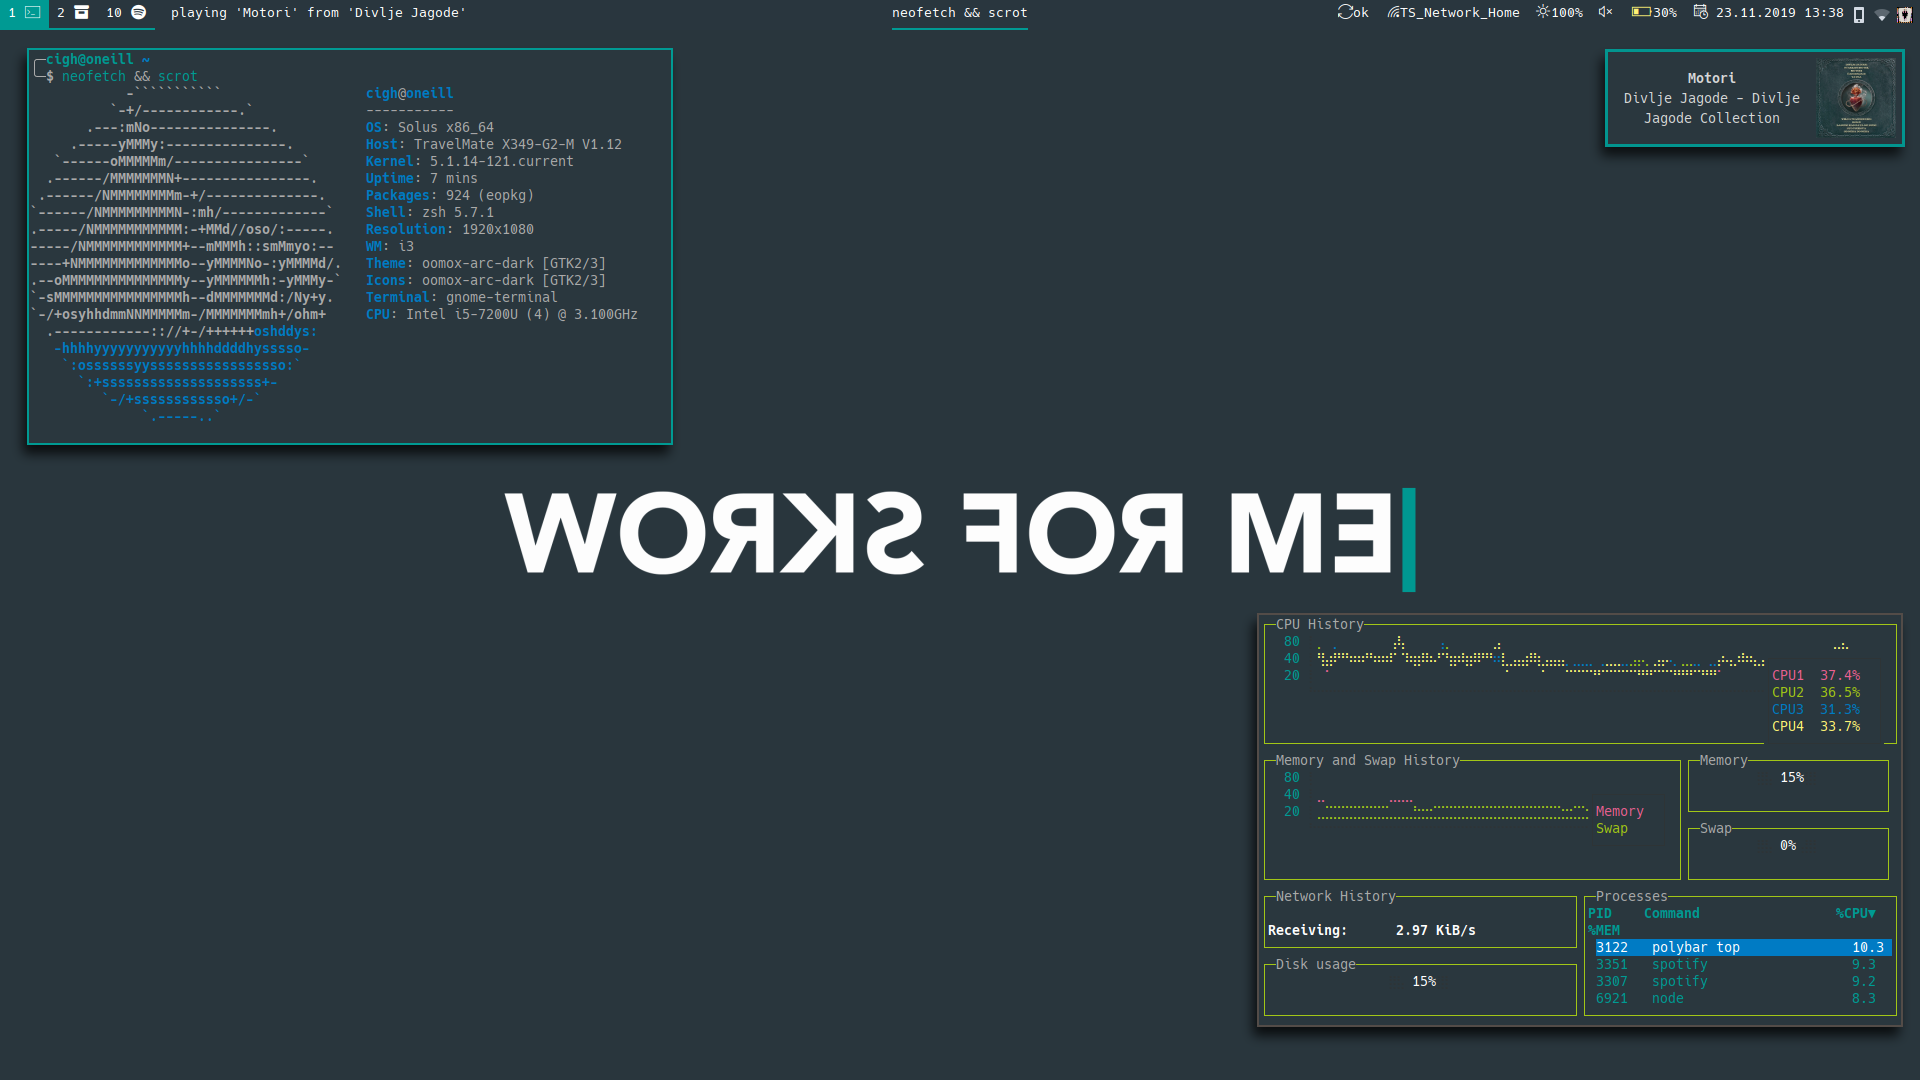 1 2 10 playing 'Motori' from 'Divlje Jagode'
neofetch && scrot
ok TS_Network_Home 100% 30% 23.11.2019 13:38
cigh@oneill ~
$ neofetch && scrot
cigh@oneill
-----------
OS: Solus x86_64
Host: TravelMate X349-G2-M V1.12
Kernel: 5.1.14-121.current
Uptime: 7 mins
Packages: 924 (eopkg)
Shell: zsh 5.7.1
Resolution: 1920x1080
WM: i3
Theme: oomox-arc-dark [GTK2/3]
Icons: oomox-arc-dark [GTK2/3]
Terminal: gnome-terminal
CPU: Intel i5-7200U (4) @ 3.100GHz
Motori
Divlje Jagode - Divlje
Jagode Collection
WORKS FOR ME
CPU History
80
40
20
CPU1 37.4%
CPU2 36.5%
CPU3 31.3%
CPU4 33.7%
Memory and Swap History
80
40
20
Memory
Swap
Memory
15%
Swap
0%
Network History
Receiving: 2.97 KiB/s
Disk usage
15%
Processes
PID Command %CPU▼
%MEM
3122 polybar top 10.3
3351 spotify 9.3
3307 spotify 9.2
6921 node 8.3